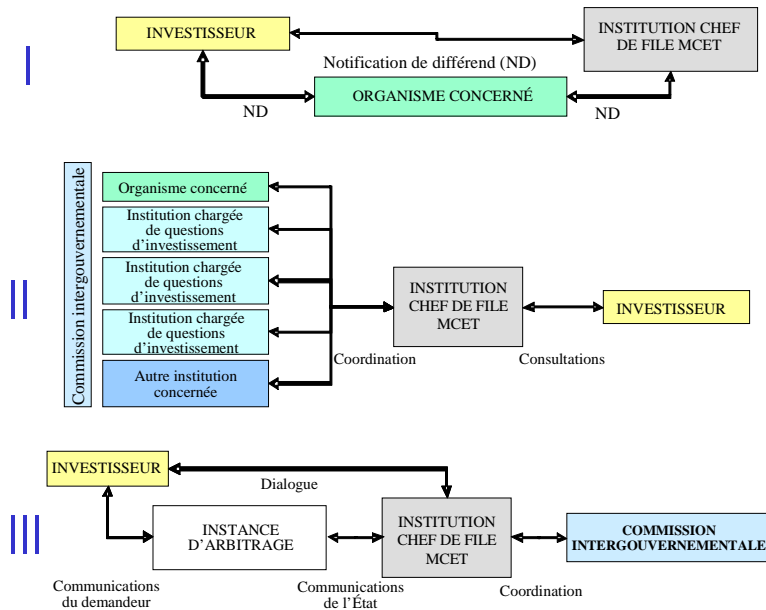 I
INVESTISSEUR
INSTITUTION CHEF
DE FILE MCET
Notification de différend (ND)
ORGANISME CONCERNÉ
ND
ND
II
Commission intergouvernementale
Organisme concerné
Institution chargée
de questions
d'investissement
Institution chargée
de questions
d'investissement
Institution chargée
de questions
d'investissement
Autre institution
concernée
Coordination
INSTITUTION
CHEF DE FILE
MCET
Consultations
INVESTISSEUR
III
INVESTISSEUR
Dialogue
INSTANCE
D'ARBITRAGE
INSTITUTION
CHEF DE FILE
MCET
COMMISSION
INTERGOUVERNEMENTALE
Communications
du demandeur
Communications
de l'État
Coordination